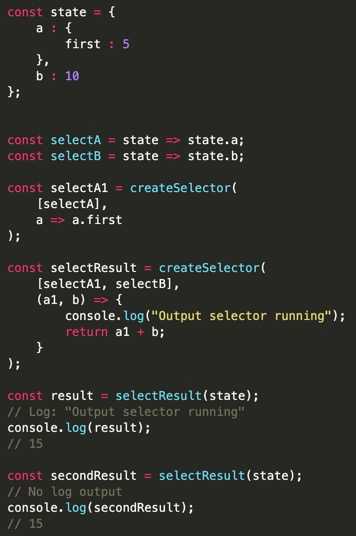 const state = {
    a : {
        first : 5
    },
    b : 10
};
const selectA = state => state.a;
const selectB = state => state.b;
const selectA1 = createSelector(
    [selectA],
    a => a.first
);
const selectResult = createSelector(
    [selectA1, selectB],
    (a1, b) => {
        console.log("Output selector running");
        return a1 + b;
    }
);
const result = selectResult(state);
// Log: "Output selector running"
console.log(result);
// 15
const secondResult = selectResult(state);
// No log output
console.log(secondResult);
// 15